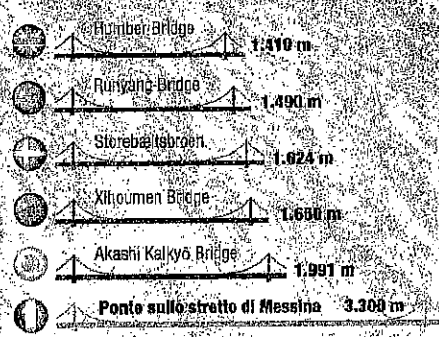 Humber Bridge
1.410 m
Runyang Bridge
1.490 m
Storebæltsbroen
1.624 m
Xihoumen Bridge
1.650 m
Akashi Kaikyō Bridge
1.991 m
Ponte sullo stretto di Messina 3.300 m